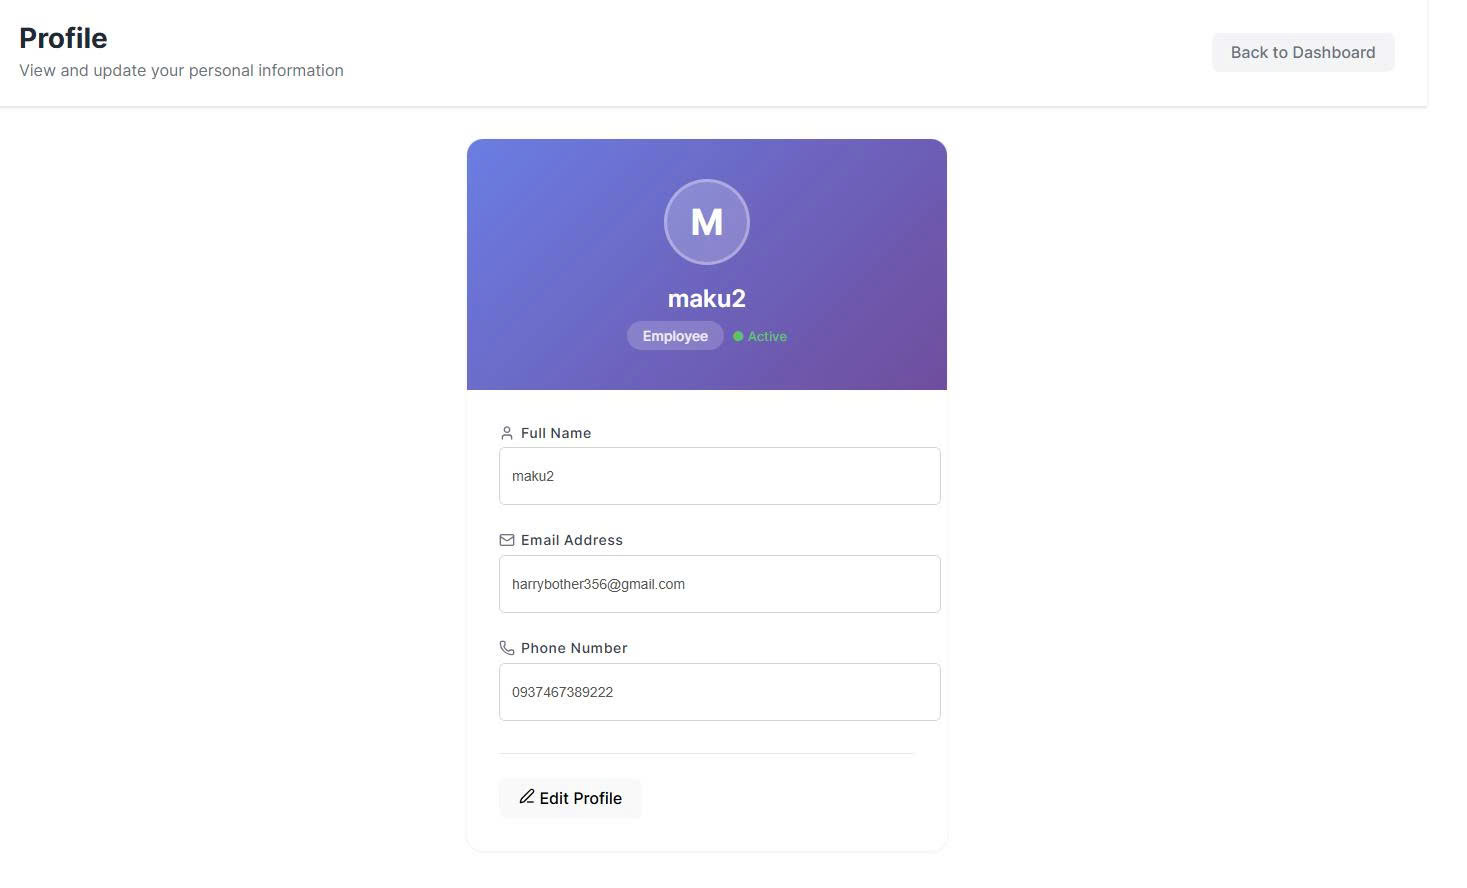 Profile
View and update your personal information
Back to Dashboard
M
maku2
Employee
Active
Full Name
maku2
Email Address
harrybother356@gmail.com
Phone Number
0937467389222
Edit Profile